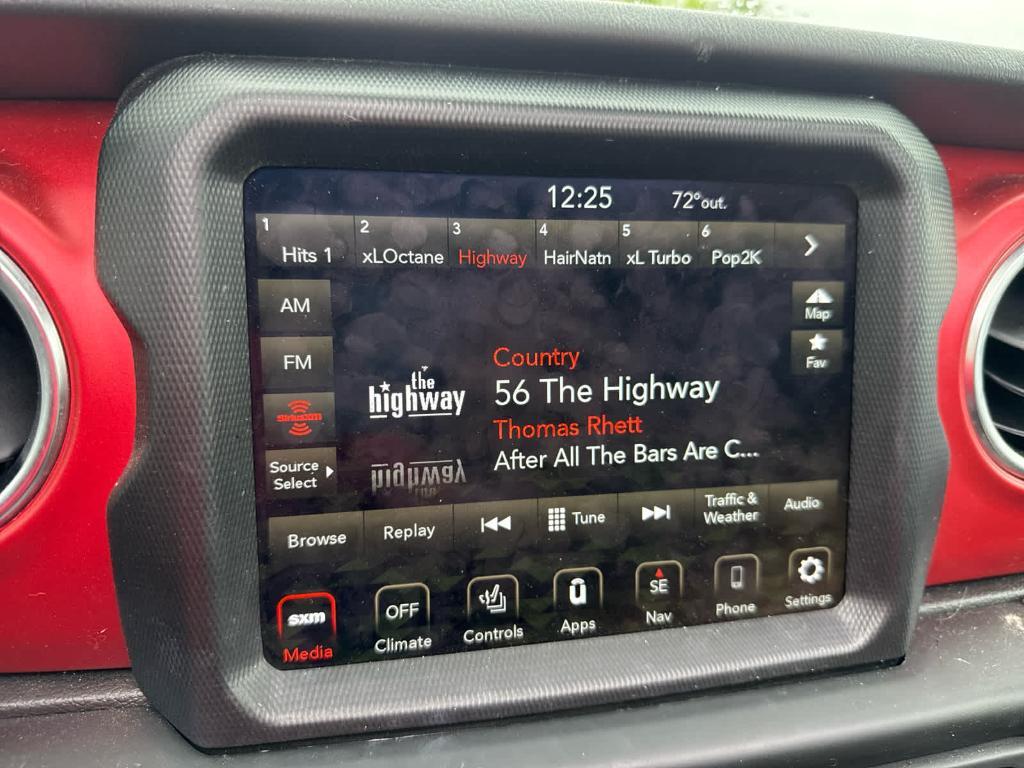 12:25 72°out.
1 2 3 4 5 6
Hits 1 xLOctane Highway HairNatn xL Turbo Pop2K
AM
Map
FM
Fav
SiriusXM
Source
Select
the
highway
Country
56 The Highway
Thomas Rhett
After All The Bars Are C...
Browse Replay Tune Traffic &
Weather Audio
sxm OFF SE
Media Climate Controls Apps Nav Phone Settings